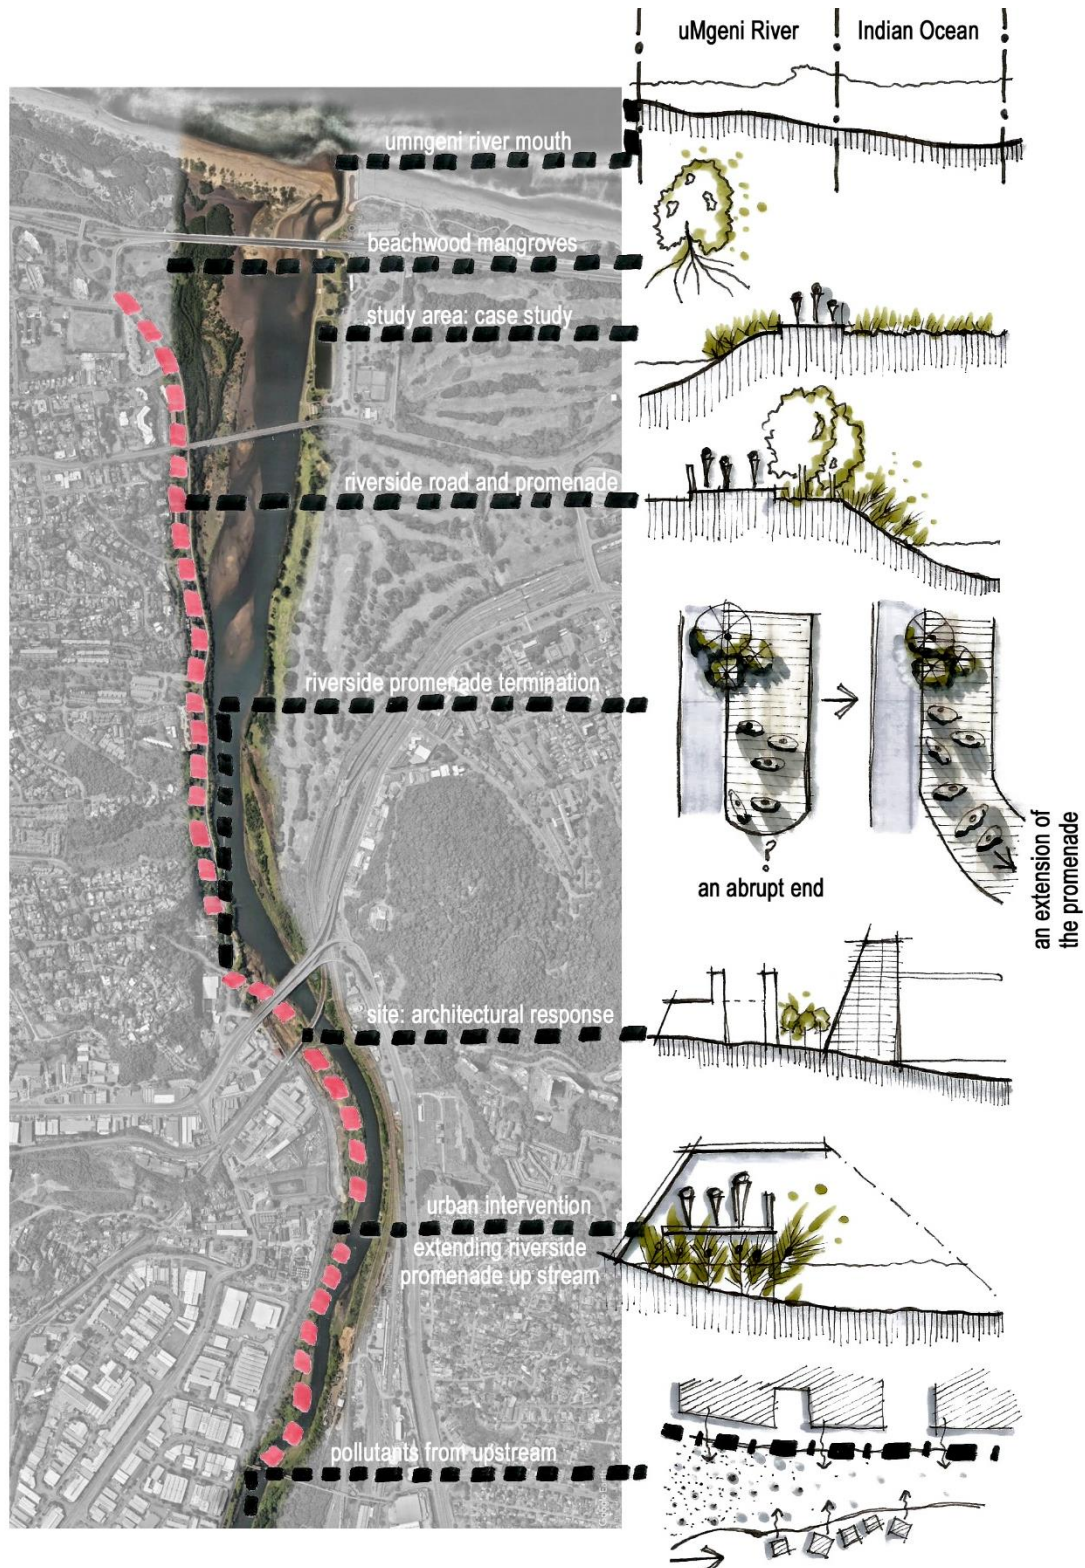 uMgeni River
Indian Ocean
umngeni river mouth
beachwood mangroves
study area: case study
riverside road and promenade
riverside promenade termination
?
an abrupt end
an extension of
the promenade
site: architectural response
urban intervention
extending riverside
promenade up stream
pollutants from upstream